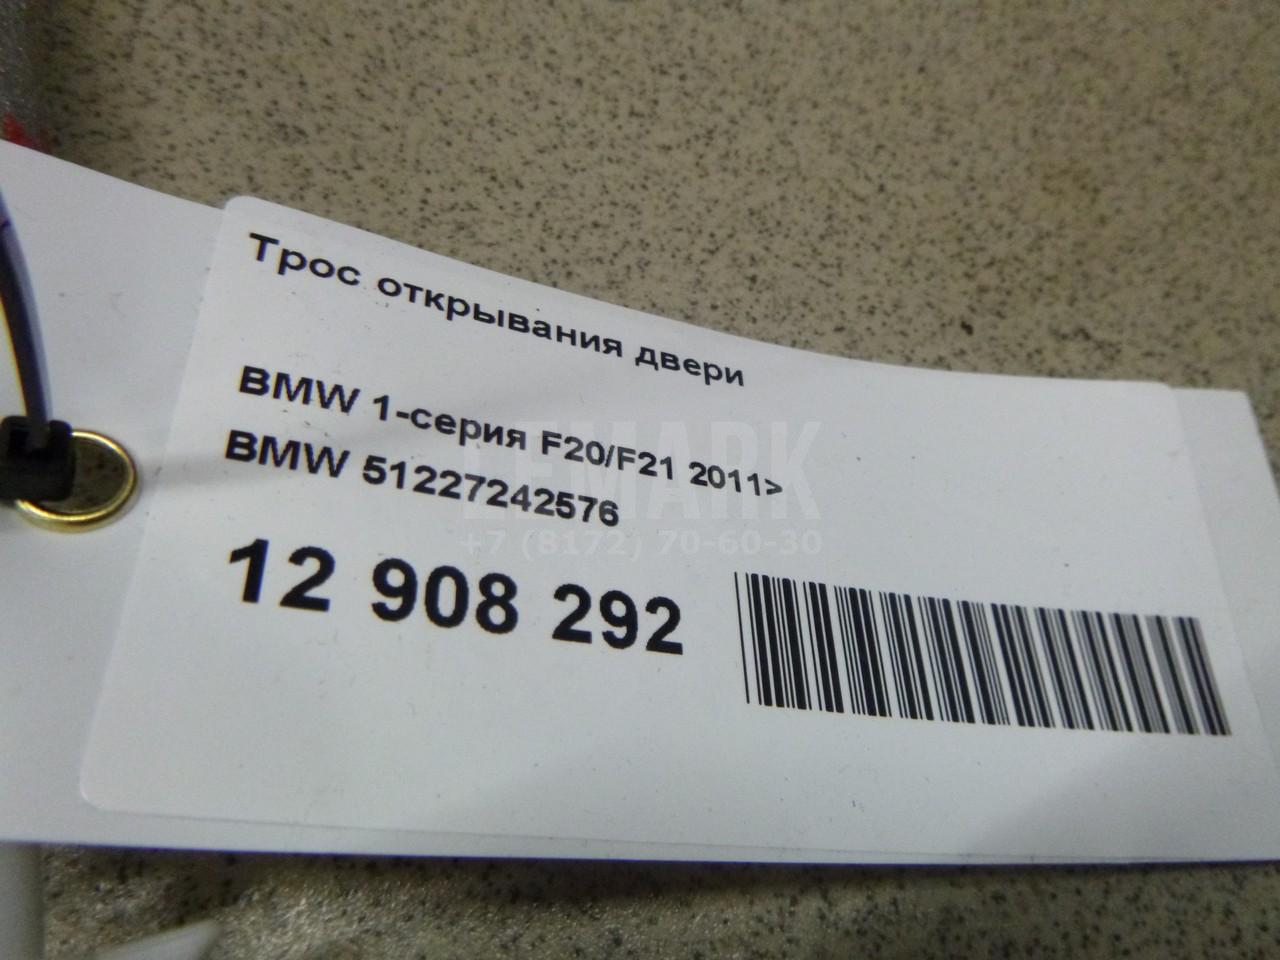 Трос открывания двери
BMW 1-серия F20/F21 2011>
BMW 51227242576
12 908 292
LEMARK
+7 (8172) 70-60-30